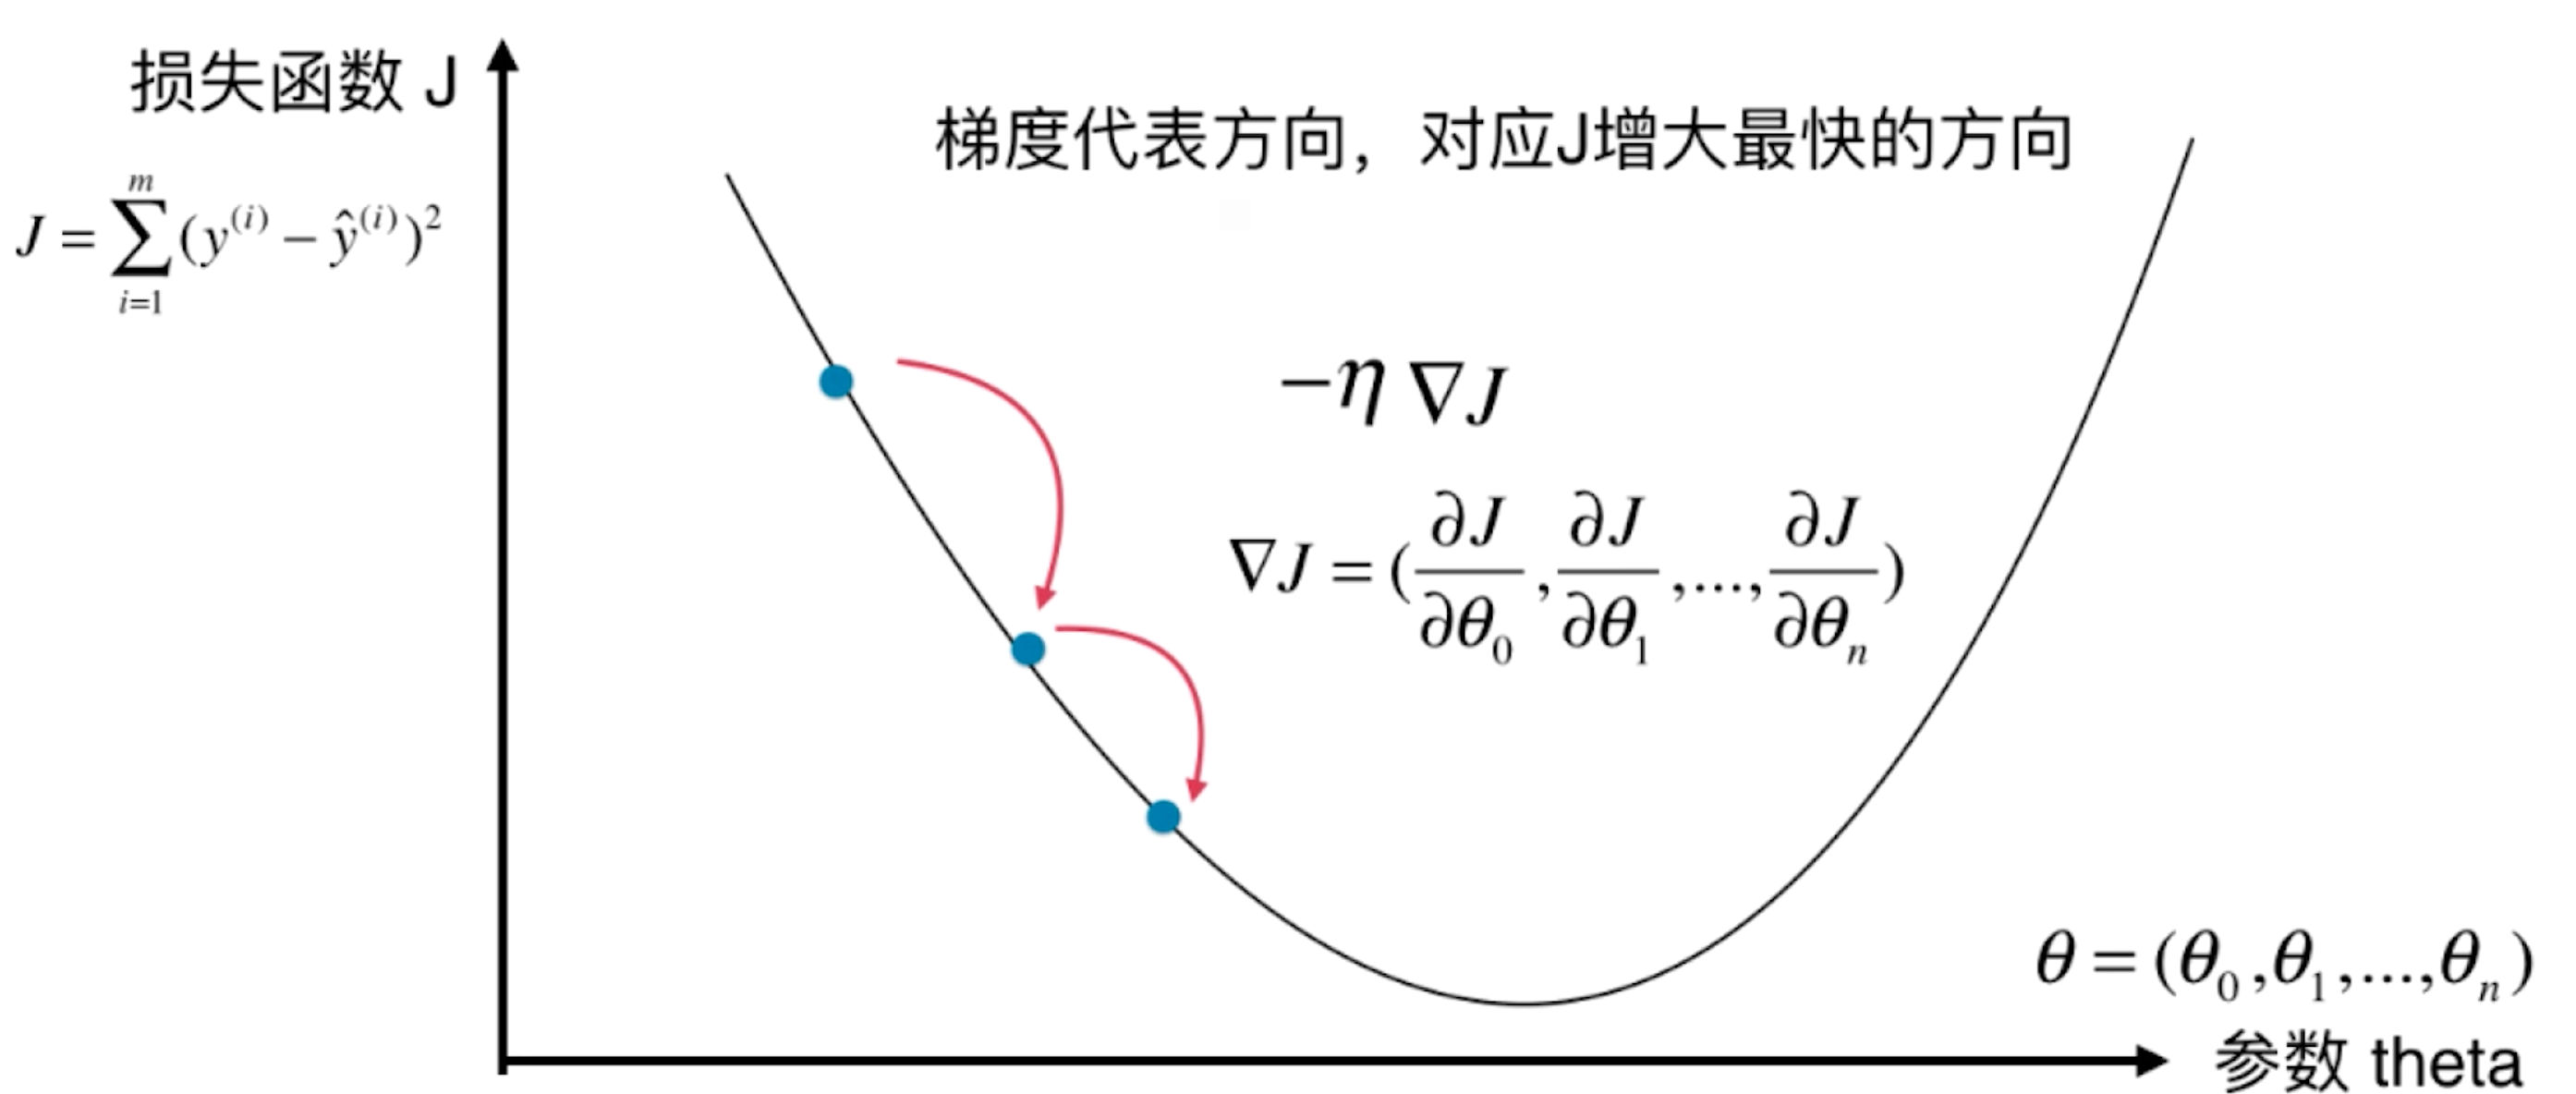 损失函数 J
J = \sum_{i=1}^{m} (y^{(i)} - \hat{y}^{(i)})^2
梯度代表方向，对应J增大最快的方向
-\eta \nabla J
\nabla J = (\frac{\partial J}{\partial \theta_0}, \frac{\partial J}{\partial \theta_1}, ..., \frac{\partial J}{\partial \theta_n})
\theta = (\theta_0, \theta_1, ..., \theta_n)
参数 theta